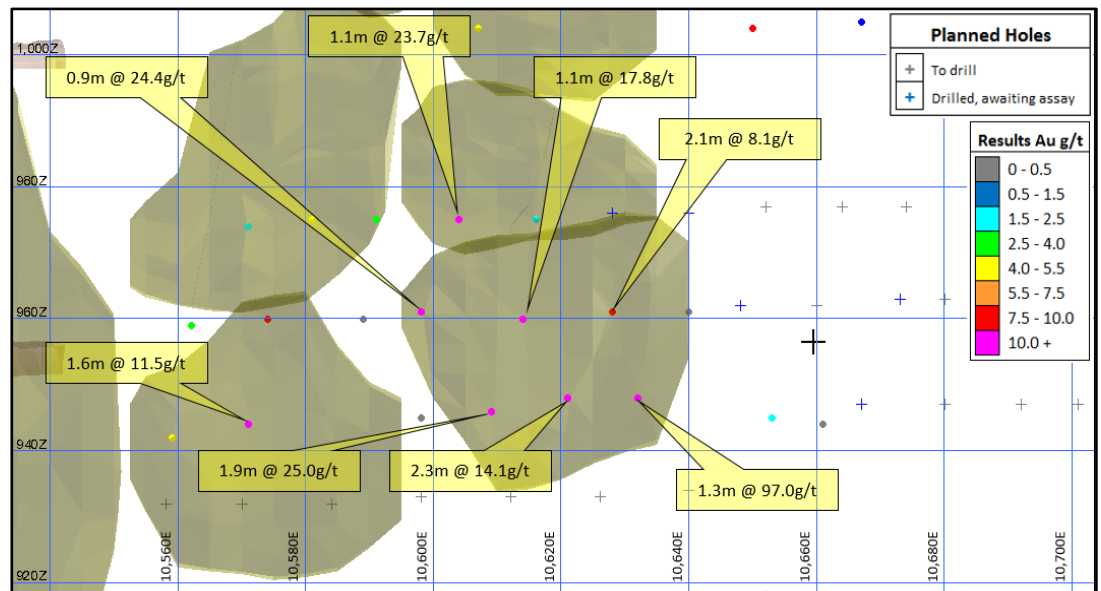 1.1m @ 23.7g/t
1,000Z
0.9m @ 24.4g/t
1.1m @ 17.8g/t
Planned Holes
To drill
Drilled, awaiting assay
2.1m @ 8.1g/t
Results Au g/t
0 - 0.5
0.5 - 1.5
1.5 - 2.5
2.5 - 4.0
4.0 - 5.5
5.5 - 7.5
7.5 - 10.0
10.0 +
980Z
960Z
1.6m @ 11.5g/t
940Z
1.9m @ 25.0g/t
2.3m @ 14.1g/t
1.3m @ 97.0g/t
920Z
10,560E
10,580E
10,600E
10,620E
10,640E
10,660E
10,680E
10,700E